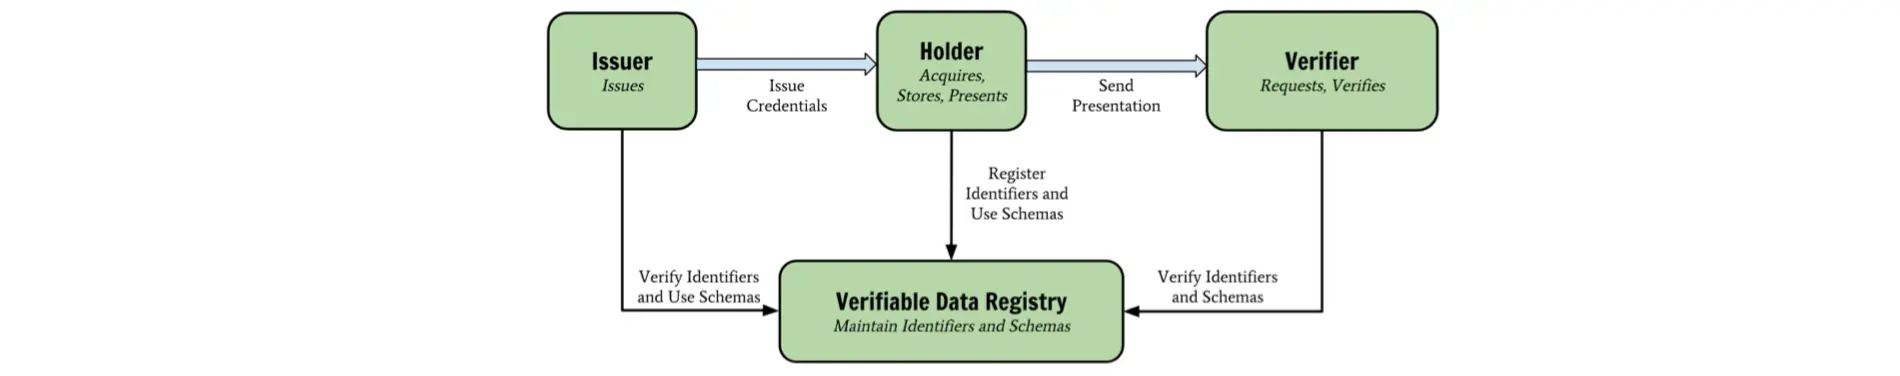 Issuer
Issues
Issue
Credentials
Holder
Acquires,
Stores, Presents
Send
Presentation
Verifier
Requests, Verifies
Register
Identifiers and
Use Schemas
Verify Identifiers
and Use Schemas
Verifiable Data Registry
Maintain Identifiers and Schemas
Verify Identifiers
and Schemas